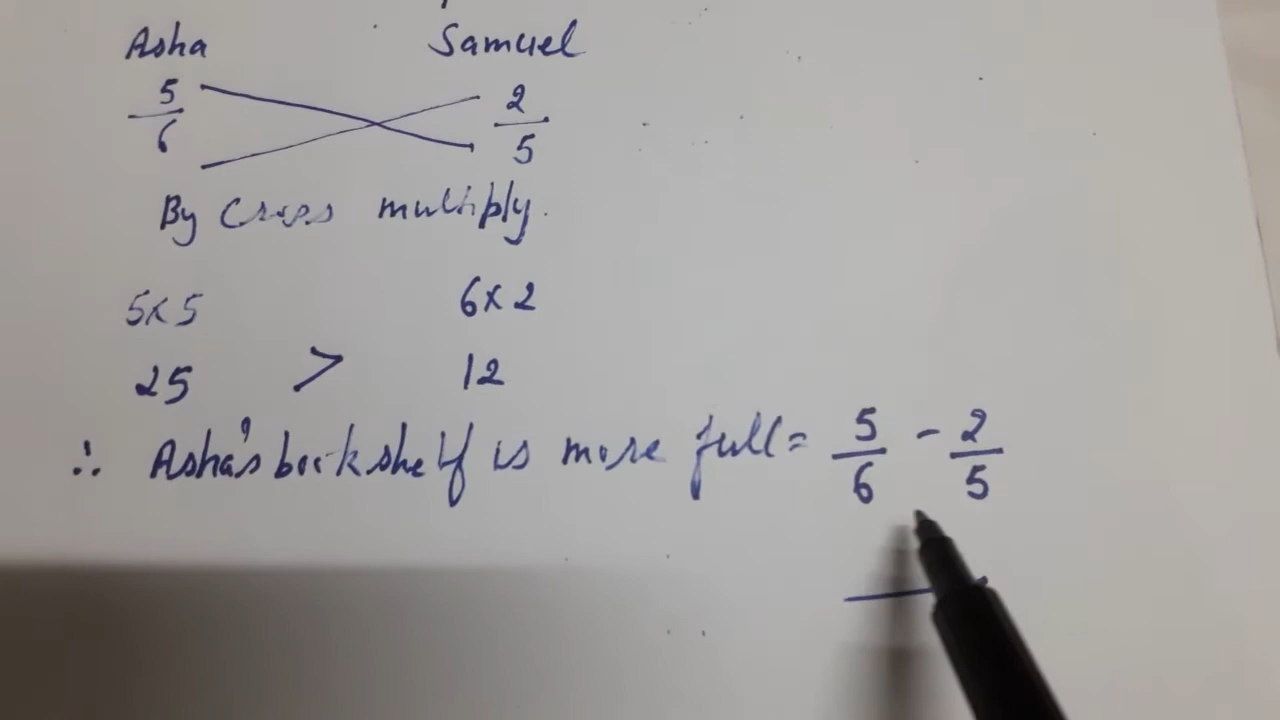 Asha Samuel
5/6 2/5
By Cross multiply.
5x5 6x2
25 > 12
∴ Asha's bookshelf is more full = 5/6 - 2/5